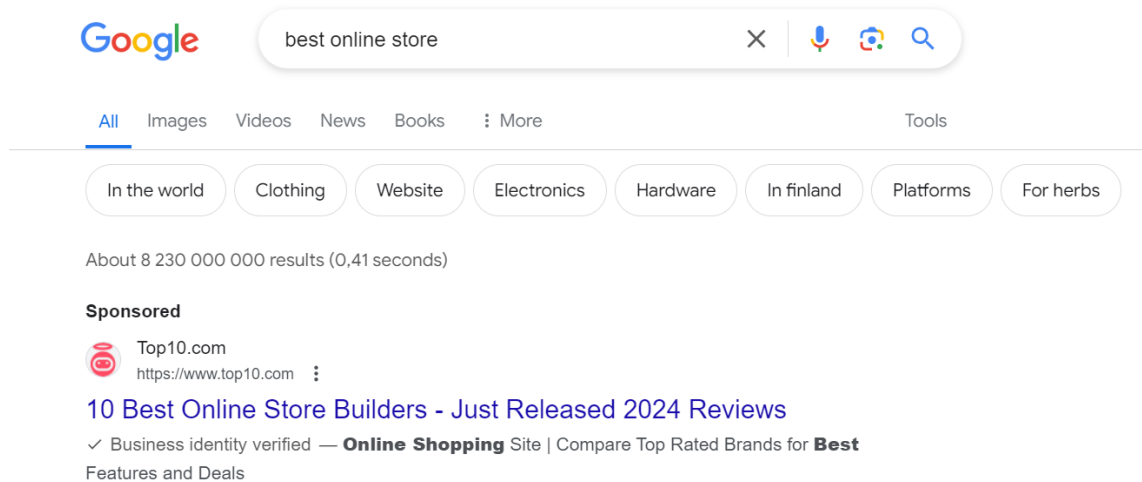 Google
best online store
All Images Videos News Books More Tools
In the world Clothing Website Electronics Hardware In finland Platforms For herbs
About 8 230 000 000 results (0,41 seconds)
Sponsored
Top10.com
https://www.top10.com
10 Best Online Store Builders - Just Released 2024 Reviews
Business identity verified — Online Shopping Site | Compare Top Rated Brands for Best
Features and Deals